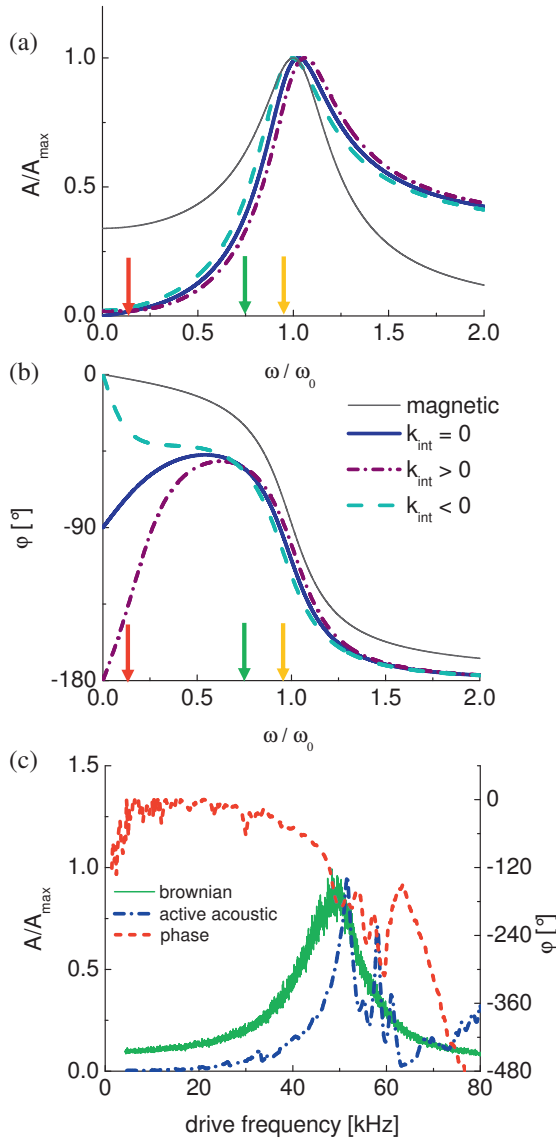 (a)
A/A_max
1.0
0.5
0.0
0.0 0.5 1.0 1.5 2.0
ω / ω_0
(b)
φ [°]
0
-90
-180
magnetic
k_int = 0
k_int > 0
k_int < 0
0.0 0.5 1.0 1.5 2.0
ω / ω_0
(c)
A/A_max
1.5
1.0
0.5
0.0
brownian
active acoustic
phase
0
-120
-240
-360
-480
φ [°]
0 20 40 60 80
drive frequency [kHz]